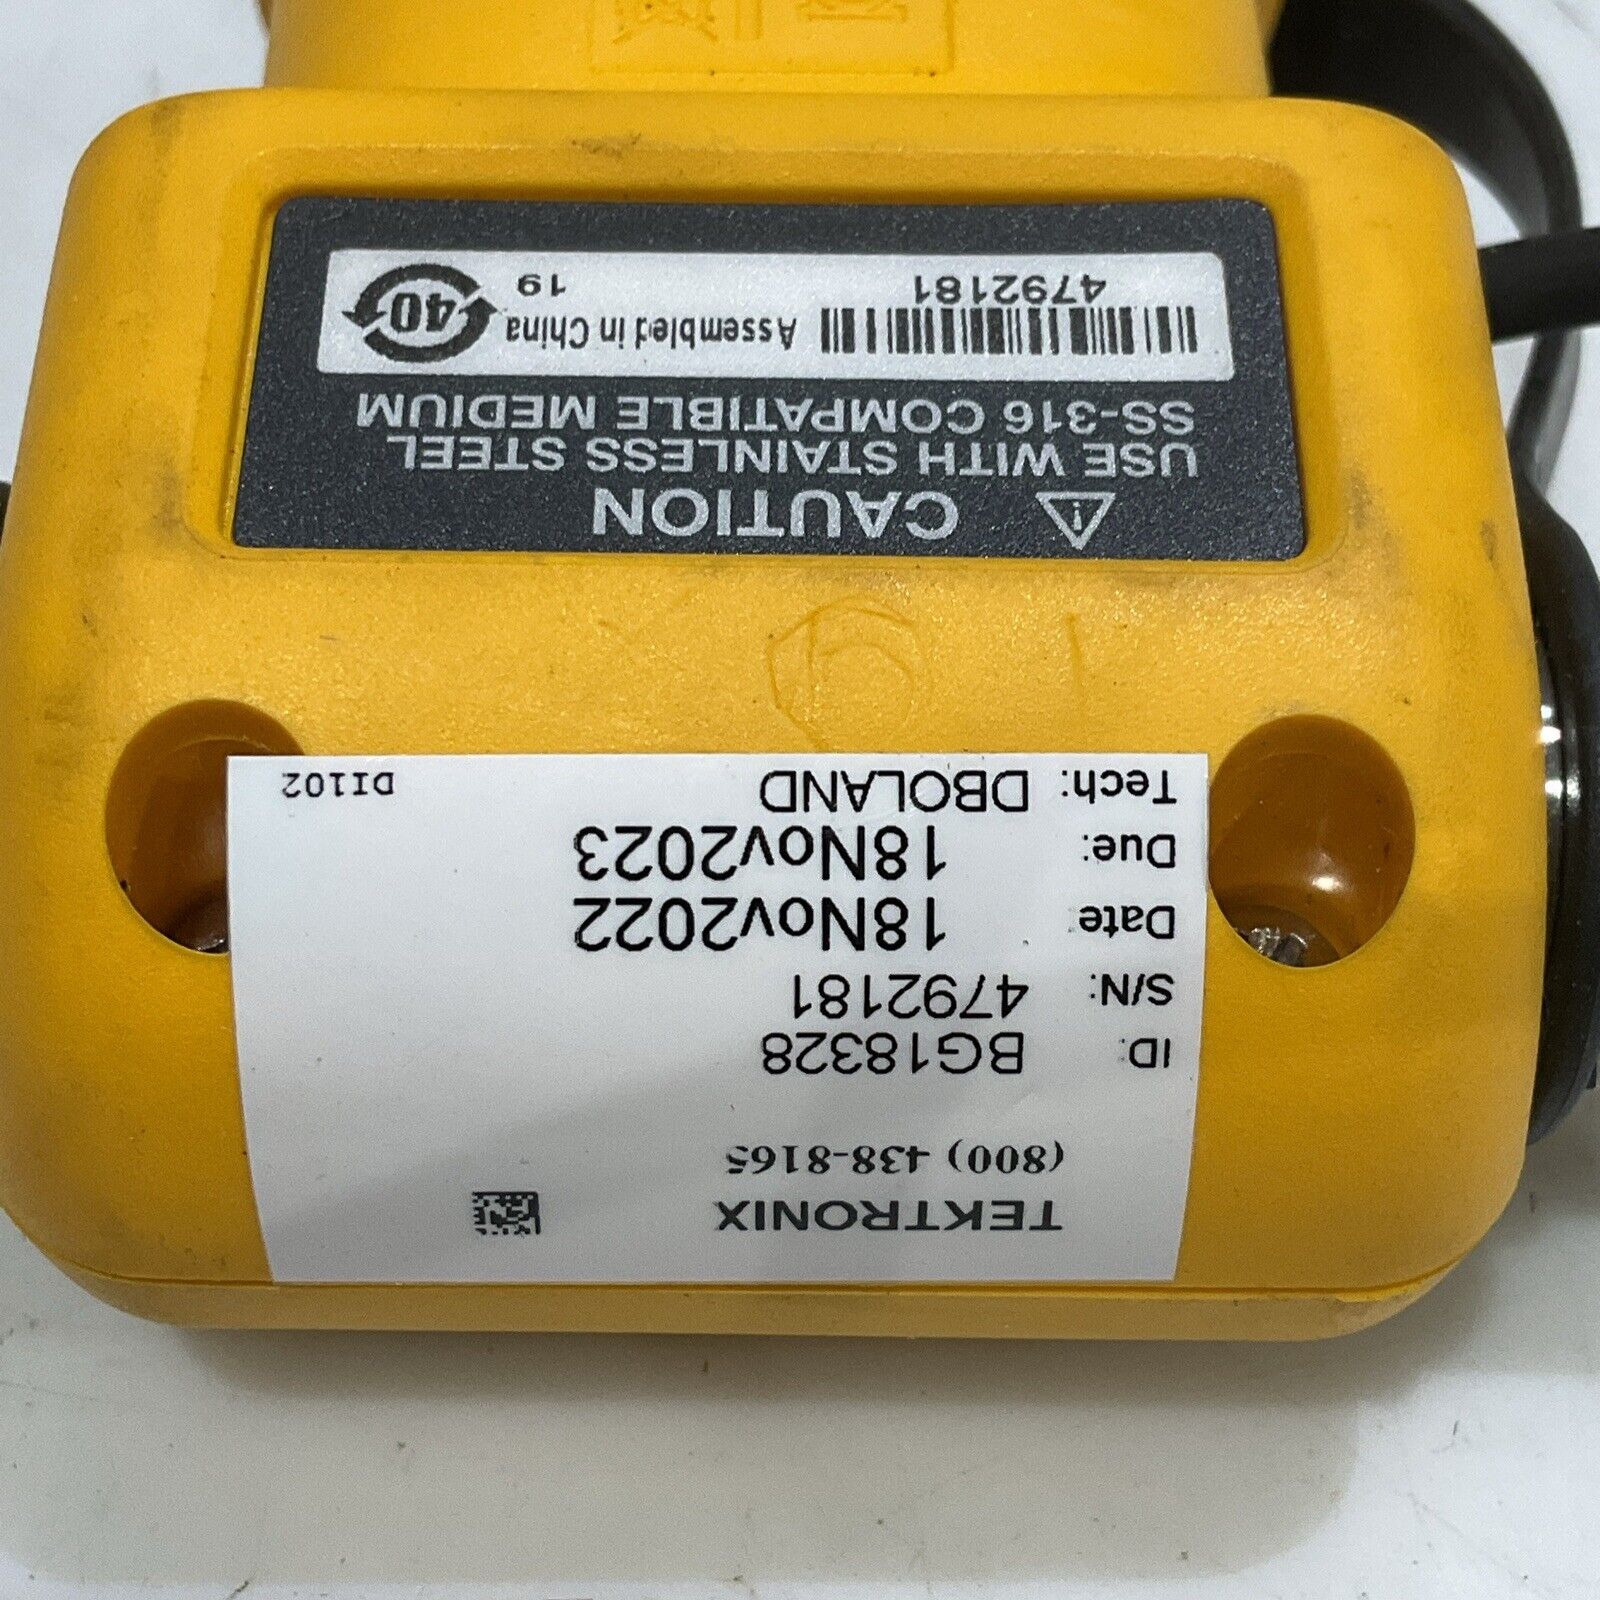 TEKTRONIX
(800) 438-8165
ID: BG18328
S/N: 4792181
Date 18Nov2022
Due: 18Nov2023
Tech: DBOLAND DI102
CAUTION
USE WITH STAINLESS STEEL
SS-316 COMPATIBLE MEDIUM
Assembled in China
4792181 19
40